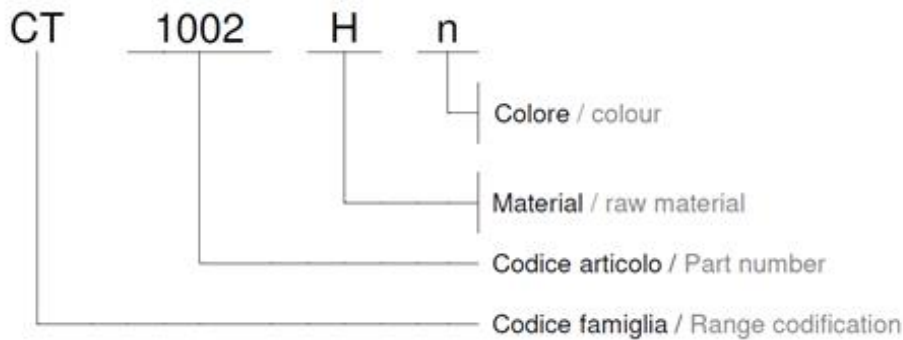 CT 1002 H n
Colore / colour
Material / raw material
Codice articolo / Part number
Codice famiglia / Range codification